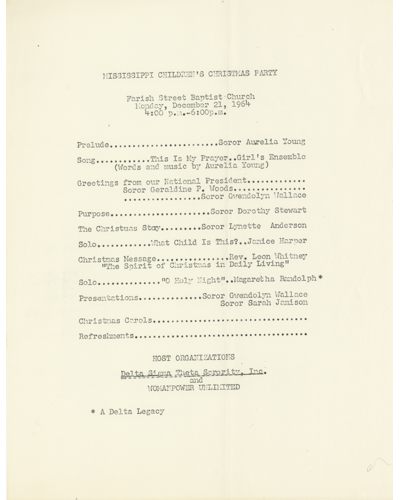 MISSISSIPPI CHILDREN'S CHRISTMAS PARTY
Farish Street Baptist Church
Monday, December 21, 1964
4:00 p.m.-6:00p.m.
Prelude......................Soror Aurelia Young
Song...........This Is My Prayer..Girl's Ensemble
(Words and music by Aurelia Young)
Greetings from our National President............
Soror Geraldine P. Woods...............
................Soror Gwendolyn Wallace
Purpose.....................Soror Dorothy Stewart
The Christmas Stoy........Soror Lynette Anderson
Solo...........What Child Is This?..Janice Harper
Christmas Message...............Rev. Leon Whitney
"The Spirit of Christmas in Daily Living"
Solo............."O Holy Night"..Magaretha Randolph*
Presentations.............Soror Gwendolyn Wallace
Soror Sarah Jamison
Christmas Carols................................
Refreshments...................................
HOST ORGANIZATIONS
Delta Sigma Theta Sorority, Inc.
and
WOMANPOWER UNLIMITED
* A Delta Legacy